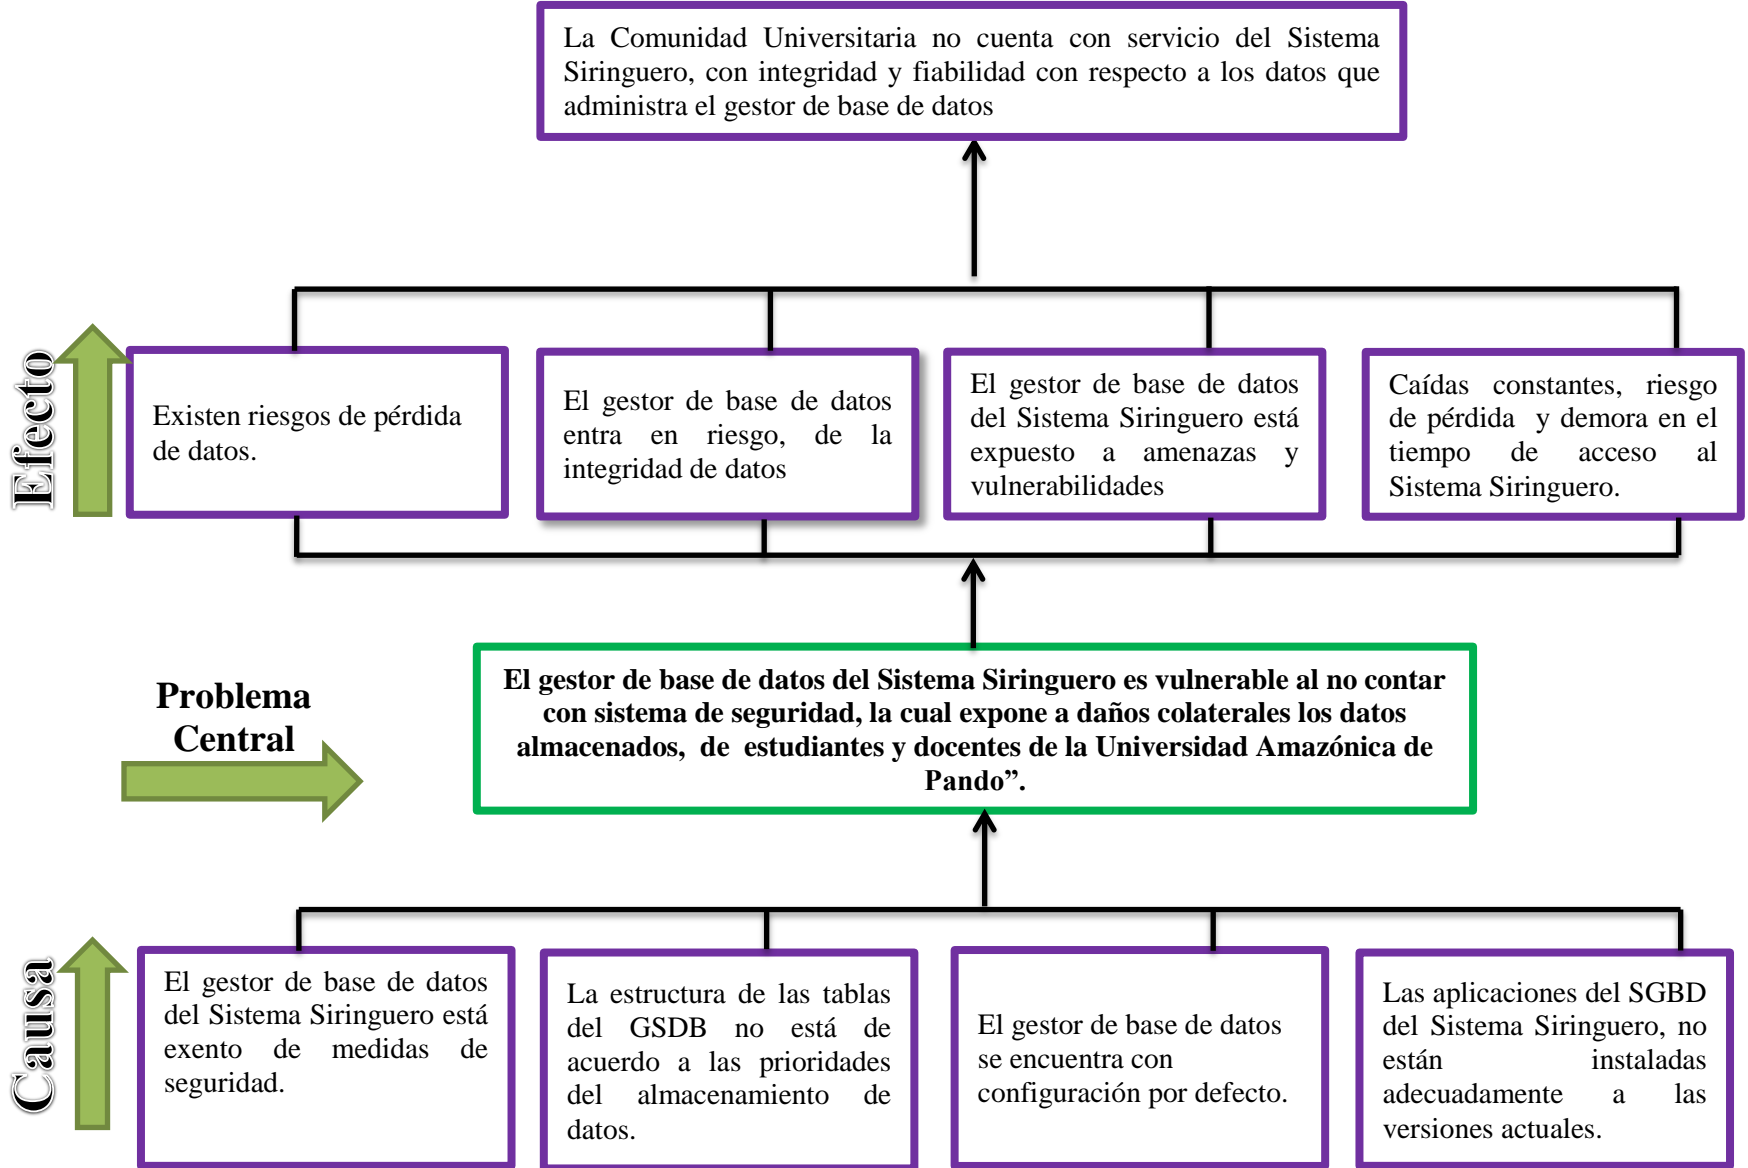 La Comunidad Universitaria no cuenta con servicio del Sistema
Siringuero, con integridad y fiabilidad con respecto a los datos que
administra el gestor de base de datos
Efecto
Existen riesgos de pérdida
de datos.
El gestor de base de datos
entra en riesgo, de la
integridad de datos
El gestor de base de datos
del Sistema Siringuero está
expuesto a amenazas y
vulnerabilidades
Caídas constantes, riesgo
de pérdida y demora en el
tiempo de acceso al
Sistema Siringuero.
Problema
Central
El gestor de base de datos del Sistema Siringuero es vulnerable al no contar
con sistema de seguridad, la cual expone a daños colaterales los datos
almacenados, de estudiantes y docentes de la Universidad Amazónica de
Pando”.
Causa
El gestor de base de datos
del Sistema Siringuero está
exento de medidas de
seguridad.
La estructura de las tablas
del GSDB no está de
acuerdo a las prioridades
del almacenamiento de
datos.
El gestor de base de datos
se encuentra con
configuración por defecto.
Las aplicaciones del SGBD
del Sistema Siringuero, no
están instaladas
adecuadamente a las
versiones actuales.